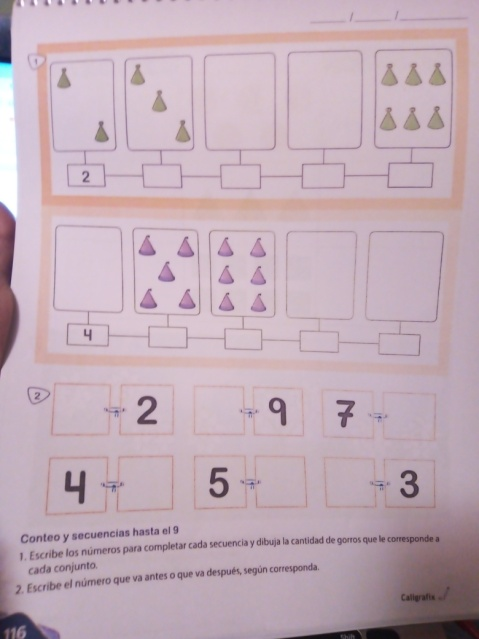 1
2
4
2
2 9 7
4 5 3
Conteo y secuencias hasta el 9
1. Escribe los números para completar cada secuencia y dibuja la cantidad de gorros que le corresponde a
cada conjunto.
2. Escribe el número que va antes o que va después, según corresponda.
Caligrafía
116